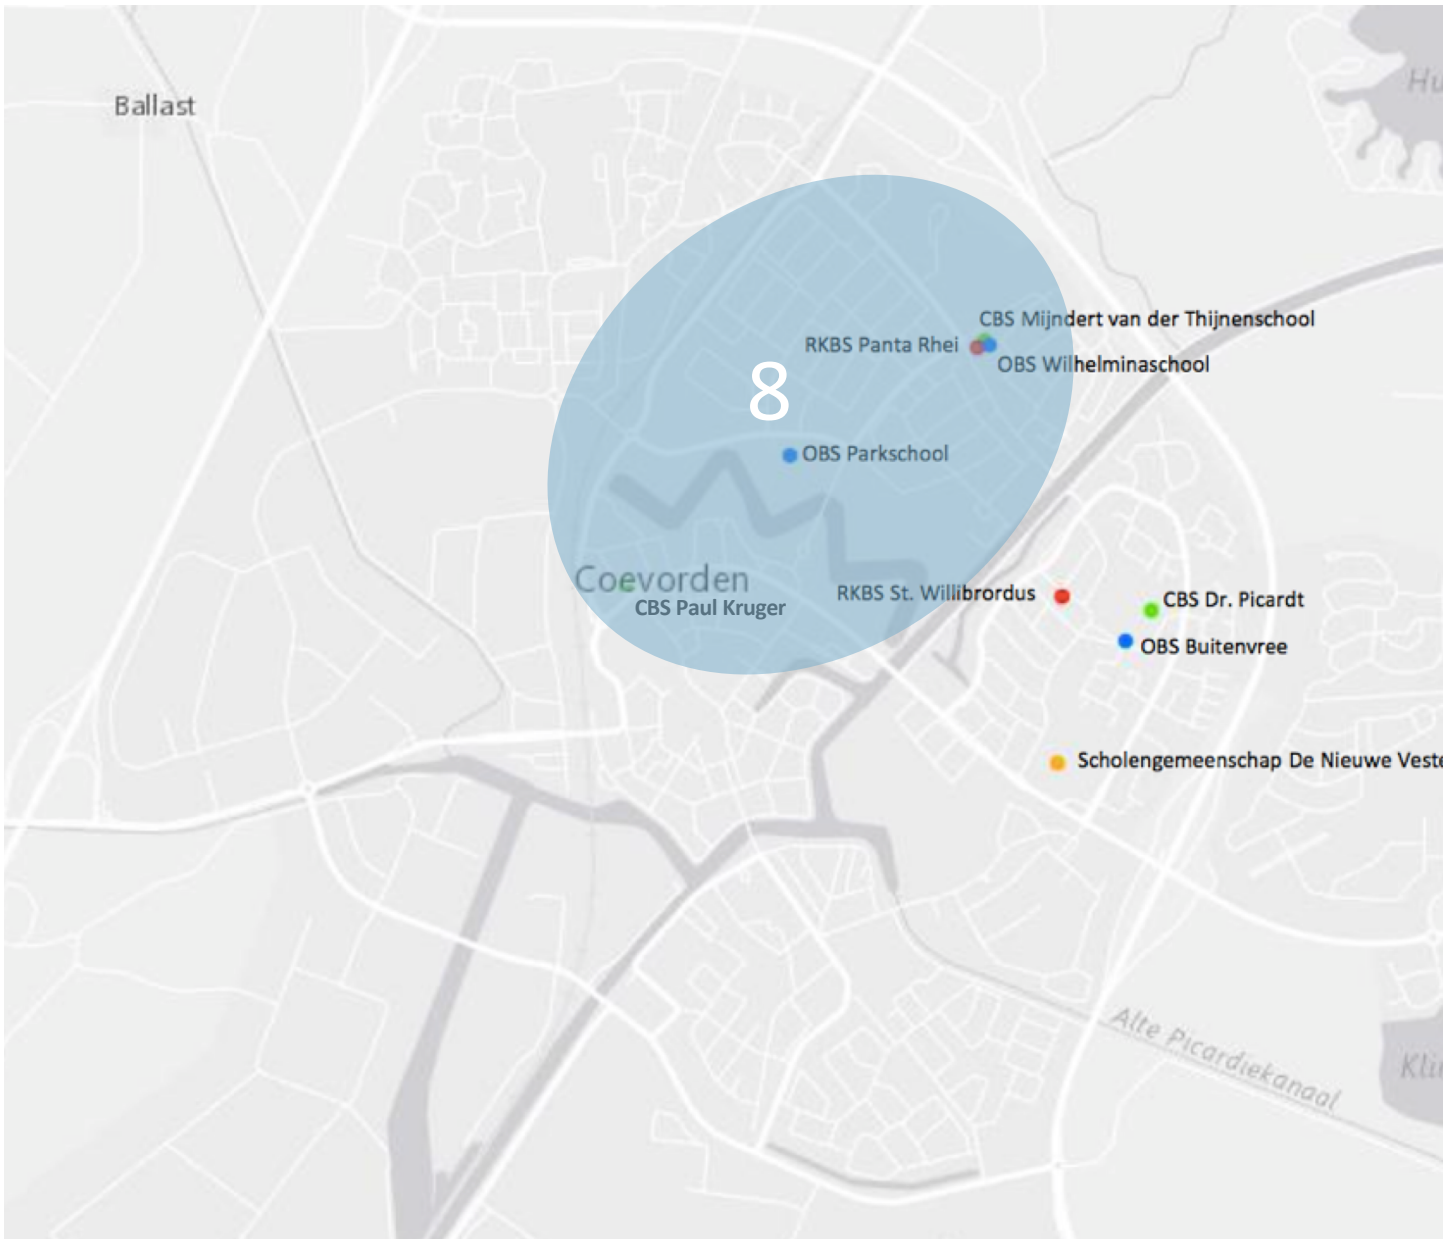 Hu
Ballast
CBS Mijndert van der Thijnenschool
RKBS Panta Rhei
OBS Wilhelminaschool
8
OBS Parkschool
Coevorden
CBS Paul Kruger
RKBS St. Willibrordus
CBS Dr. Picardt
OBS Buitenvree
Scholengemeenschap De Nieuwe Veste
Alte Picardiekanaal
Kli